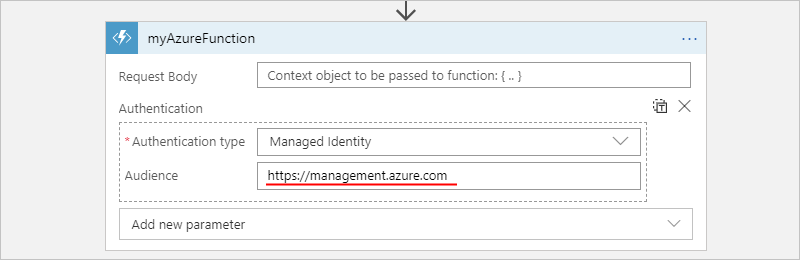 myAzureFunction
Request Body
Context object to be passed to function: { .. }
Authentication
*Authentication type
Managed Identity
Audience
https://management.azure.com
Add new parameter